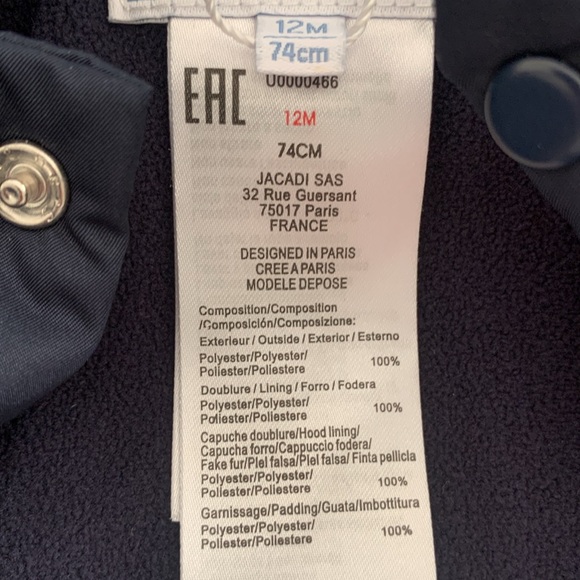 12M
74cm
EAC
U0000466
12M
74CM
JACADI SAS
32 Rue Guersant
75017 Paris
FRANCE
DESIGNED IN PARIS
CREE A PARIS
MODELE DEPOSE
Composition/Composition
/Composición/Composizione:
Exterieur / Outside / Exterior / Esterno
Polyester/Polyester/
Poliester/Poliestere 100%
Doublure / Lining / Forro / Fodera
Polyester/Polyester/
Poliester/Poliestere 100%
Capuche doublure/Hood lining/
Capucha forro/Cappuccio fodera/
Fake fur/Piel falsa/Piel falsa/ Finta pelliccia
Polyester/Polyester/
Poliester/Poliestere 100%
Garnissage/Padding/Guata/Imbottitura
Polyester/Polyester/
Poliester/Poliestere 100%